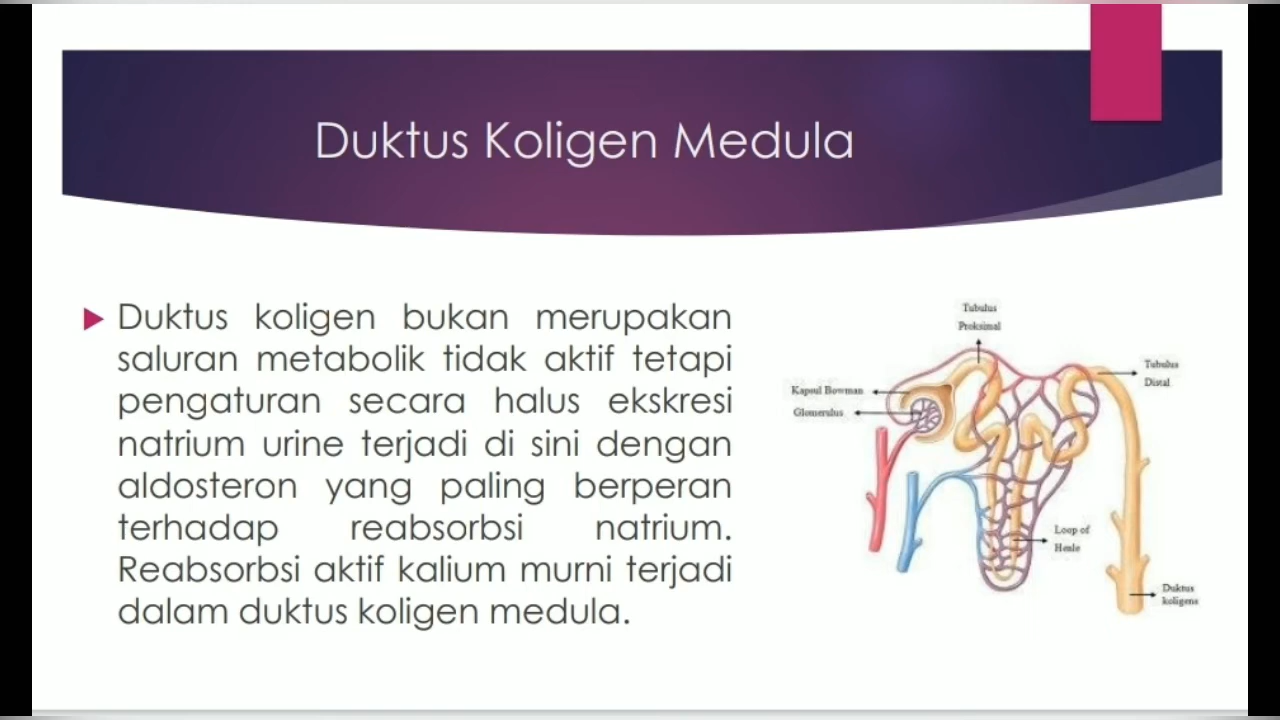 Duktus Koligen Medula
Duktus koligen bukan merupakan
saluran metabolik tidak aktif tetapi
pengaturan secara halus ekskresi
natrium urine terjadi di sini dengan
aldosteron yang paling berperan
terhadap reabsorbsi natrium.
Reabsorbsi aktif kalium murni terjadi
dalam duktus koligen medula.
Tubulus
Proksimal
Tubulus
Distal
Kapsul Bowman
Glomerulus
Loop of
Henle
Duktus
koligens